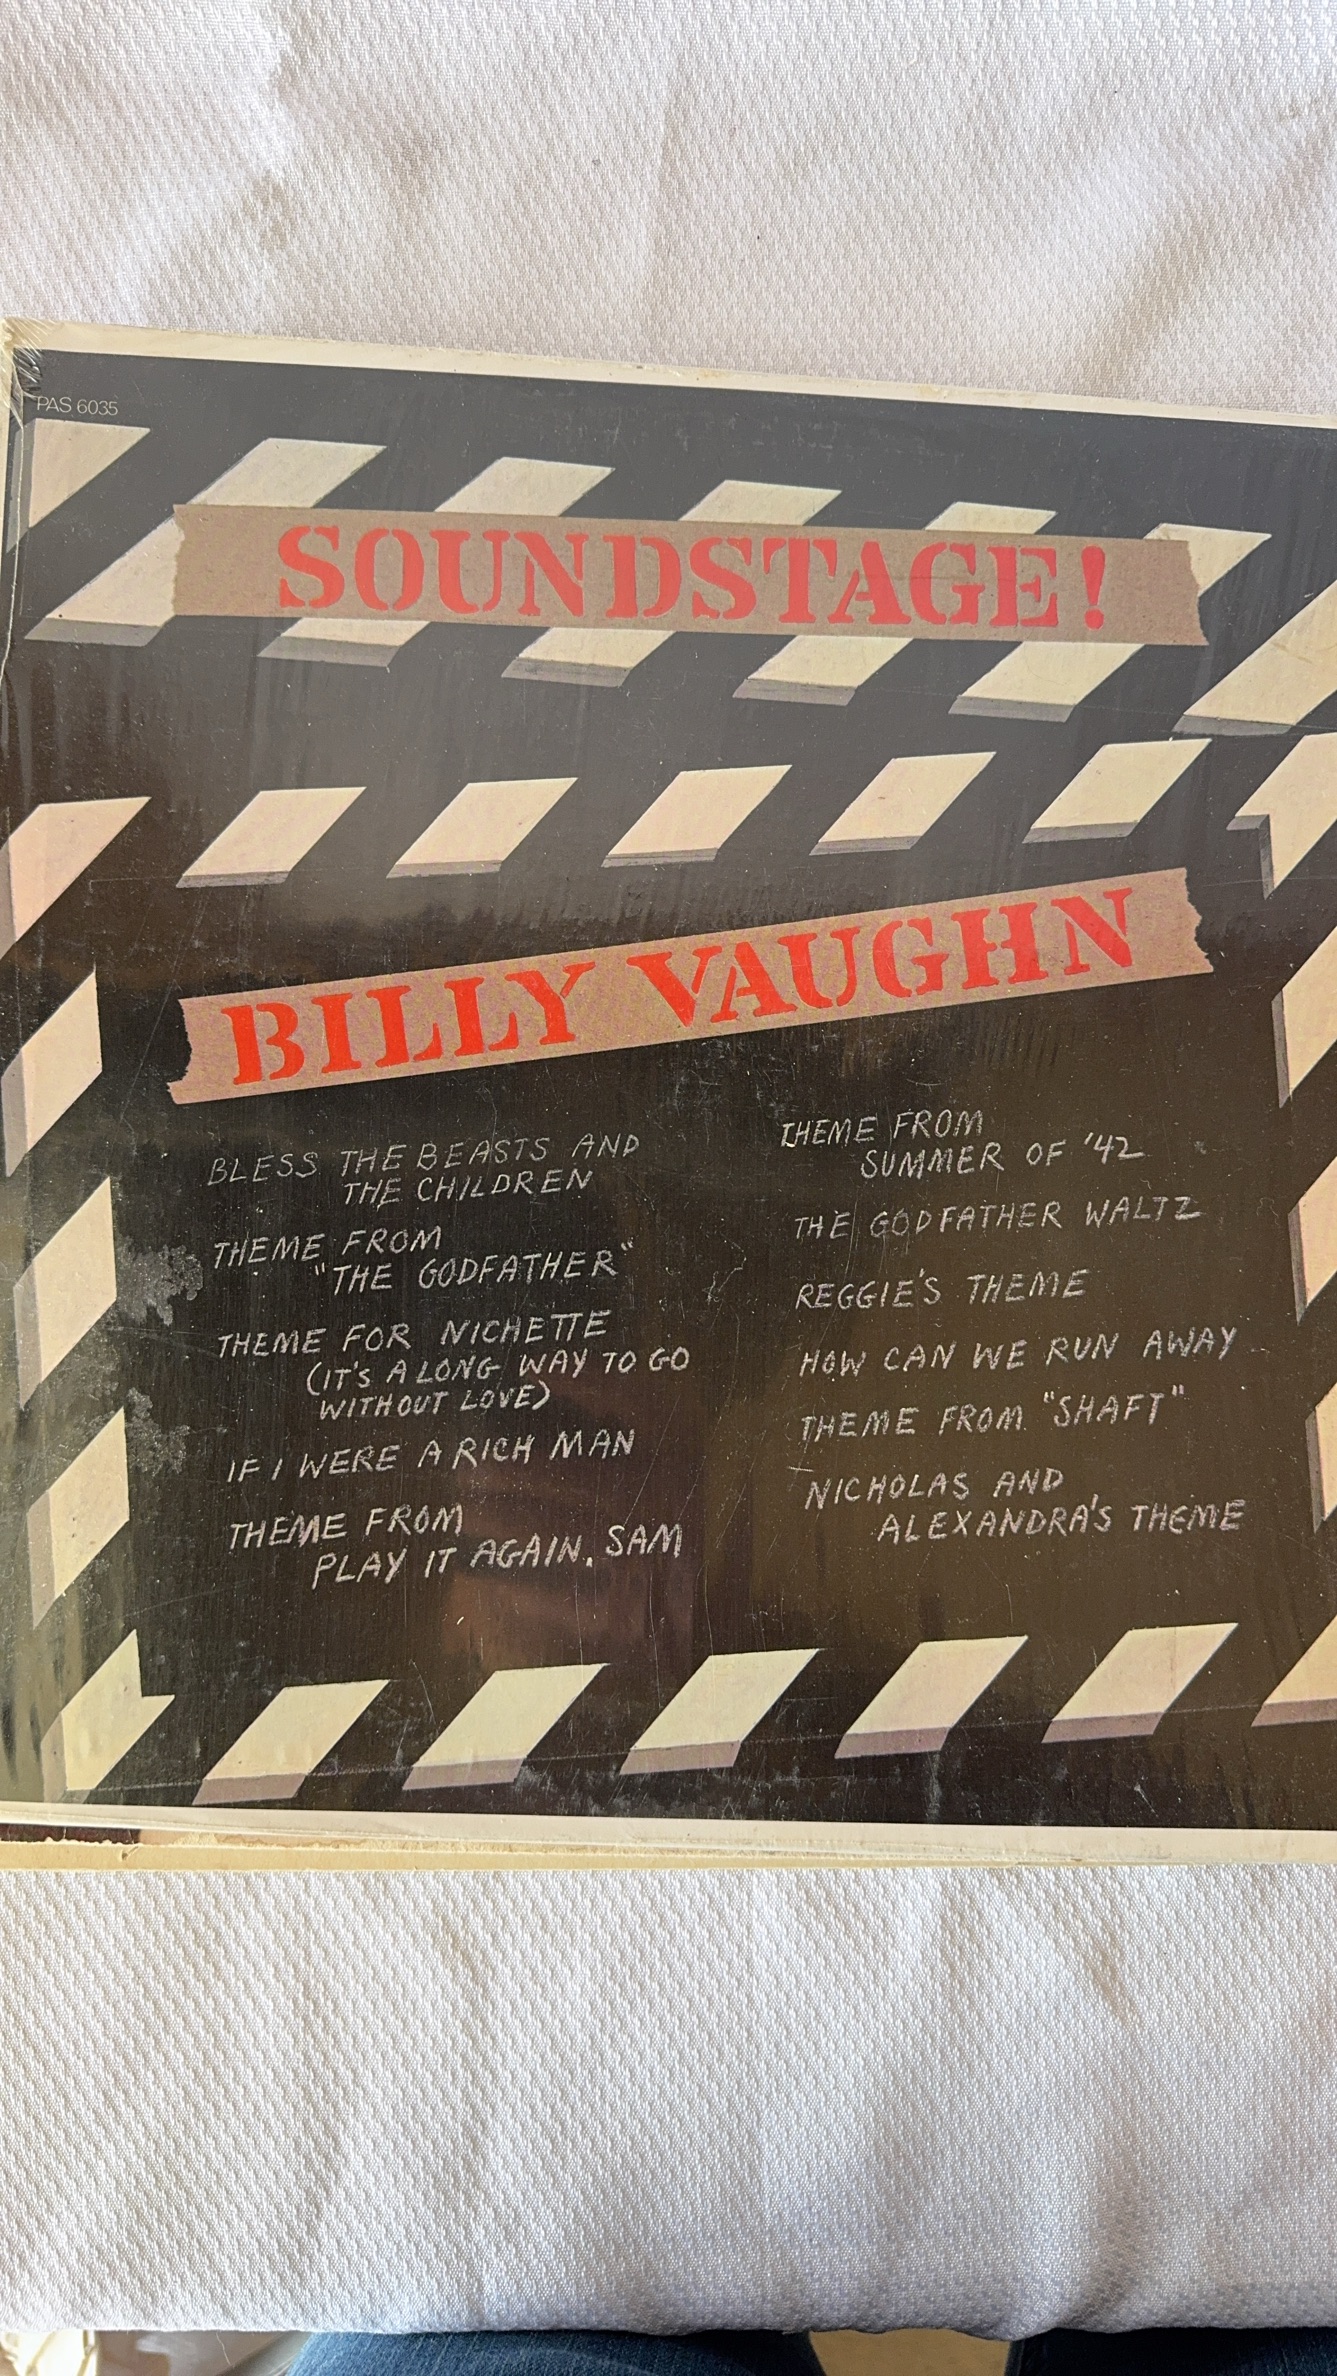 PAS 6035
SOUNDSTAGE!
BILLY VAUGHN
BLESS THE BEASTS AND
THE CHILDREN
THEME FROM
"THE GODFATHER"
THEME FOR NICHETTE
(IT'S A LONG WAY TO GO
WITHOUT LOVE)
IF I WERE A RICH MAN
THEME FROM
PLAY IT AGAIN, SAM
THEME FROM
SUMMER OF '42
THE GODFATHER WALTZ
REGGIE'S THEME
HOW CAN WE RUN AWAY
THEME FROM "SHAFT"
NICHOLAS AND
ALEXANDRA'S THEME